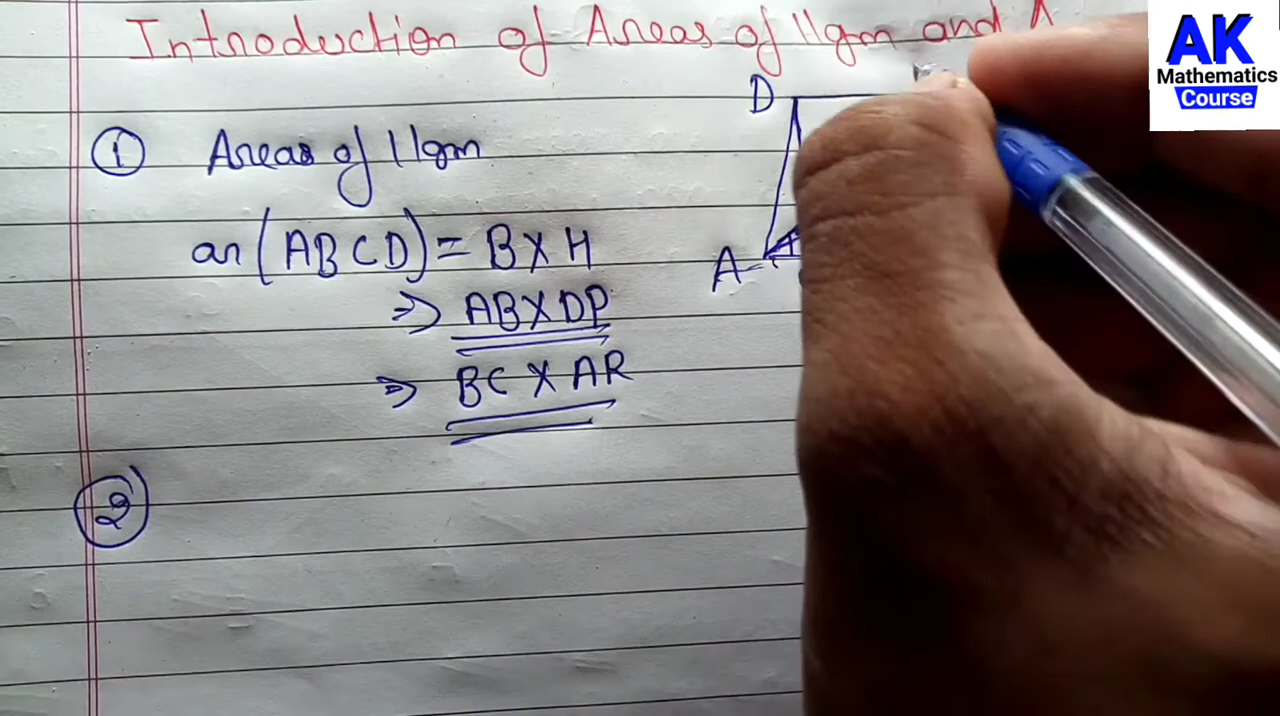 Introduction of Areas of ||gm and Δ
AK
Mathematics
Course
① Areas of ||gm
D
ar (ABCD) = B X H
A
⇒ AB X DP
⇒ BC X AR
②